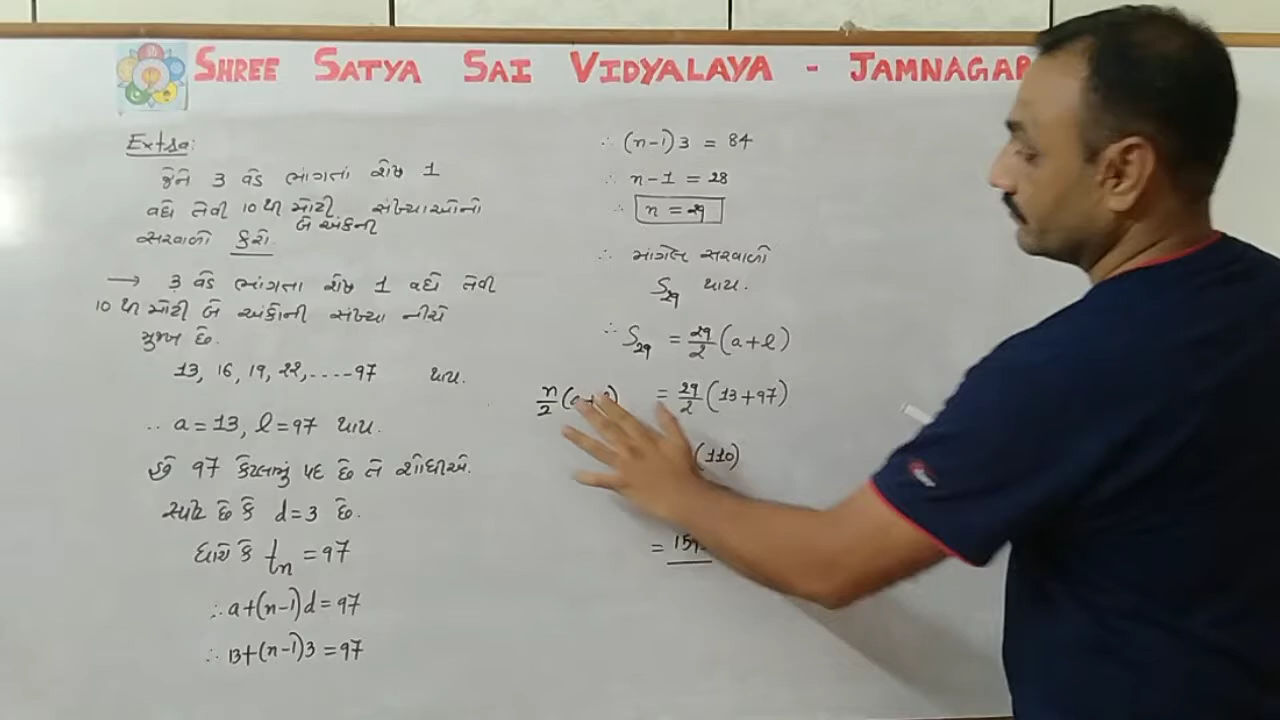 SHREE SATYA SAI VIDYALAYA - JAMNAGAR
Extra:
જેને 3 વડે ભાગતાં શેષ 1
વધે તેવી 10 થી મોટી બે અંકની સંખ્યાઓનો
સરવાળો કરો.
→ 3 વડે ભાંગતા શેષ 1 વધે તેવી
10 થી મોટી બે અંકોની સંખ્યા નીચે
મુજબ છે.
13, 16, 19, 22, .... 97 થાય.
∴ a = 13, l = 97 થાય.
97 કેટલામું પદ છે તે શોધીએ.
સ્પષ્ટ છે કે d = 3 છે.
ધારો કે tn = 97
∴ a + (n-1)d = 97
∴ 13 + (n-1)3 = 97
∴ (n-1)3 = 84
∴ n-1 = 28
∴ n = 29
∴ માંગેલ સરવાળો
S29 થાય.
∴ S29 = 29/2 (a+l)
n/2 = 29/2 (13+97)
(110)
= 159